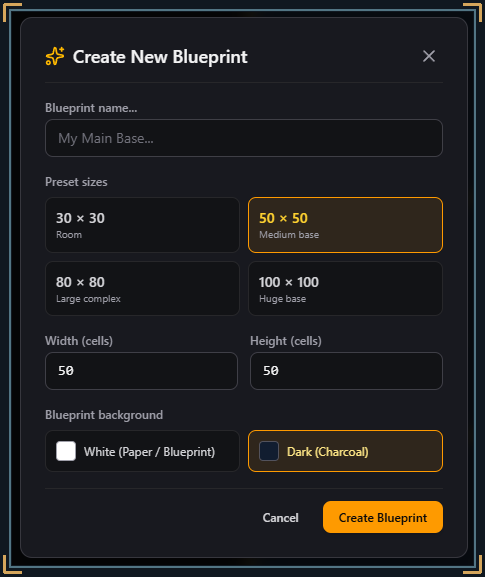 Create New Blueprint
Blueprint name...
My Main Base...
Preset sizes
30 × 30
Room
50 × 50
Medium base
80 × 80
Large complex
100 × 100
Huge base
Width (cells)
Height (cells)
50
50
Blueprint background
White (Paper / Blueprint)
Dark (Charcoal)
Cancel
Create Blueprint